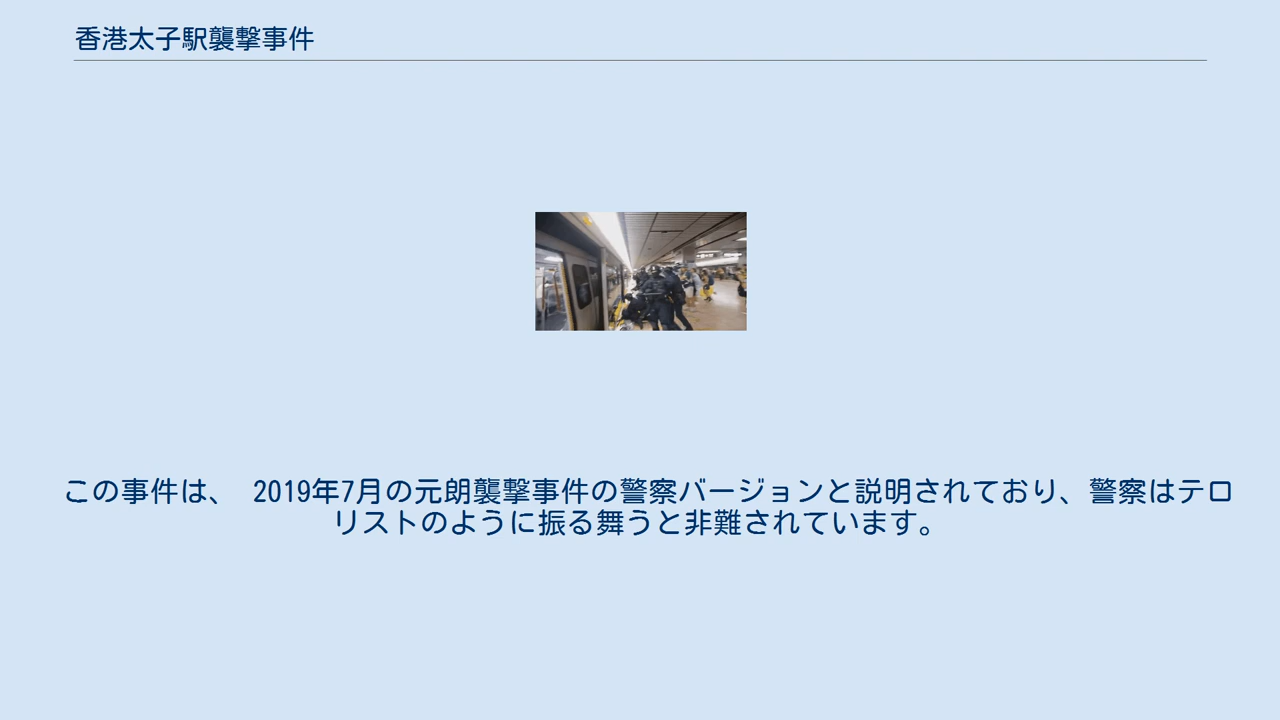 香港太子駅襲撃事件
この事件は、 2019年7月の元朗襲撃事件の警察バージョンと説明されており、警察はテロ
リストのように振る舞うと非難されています。